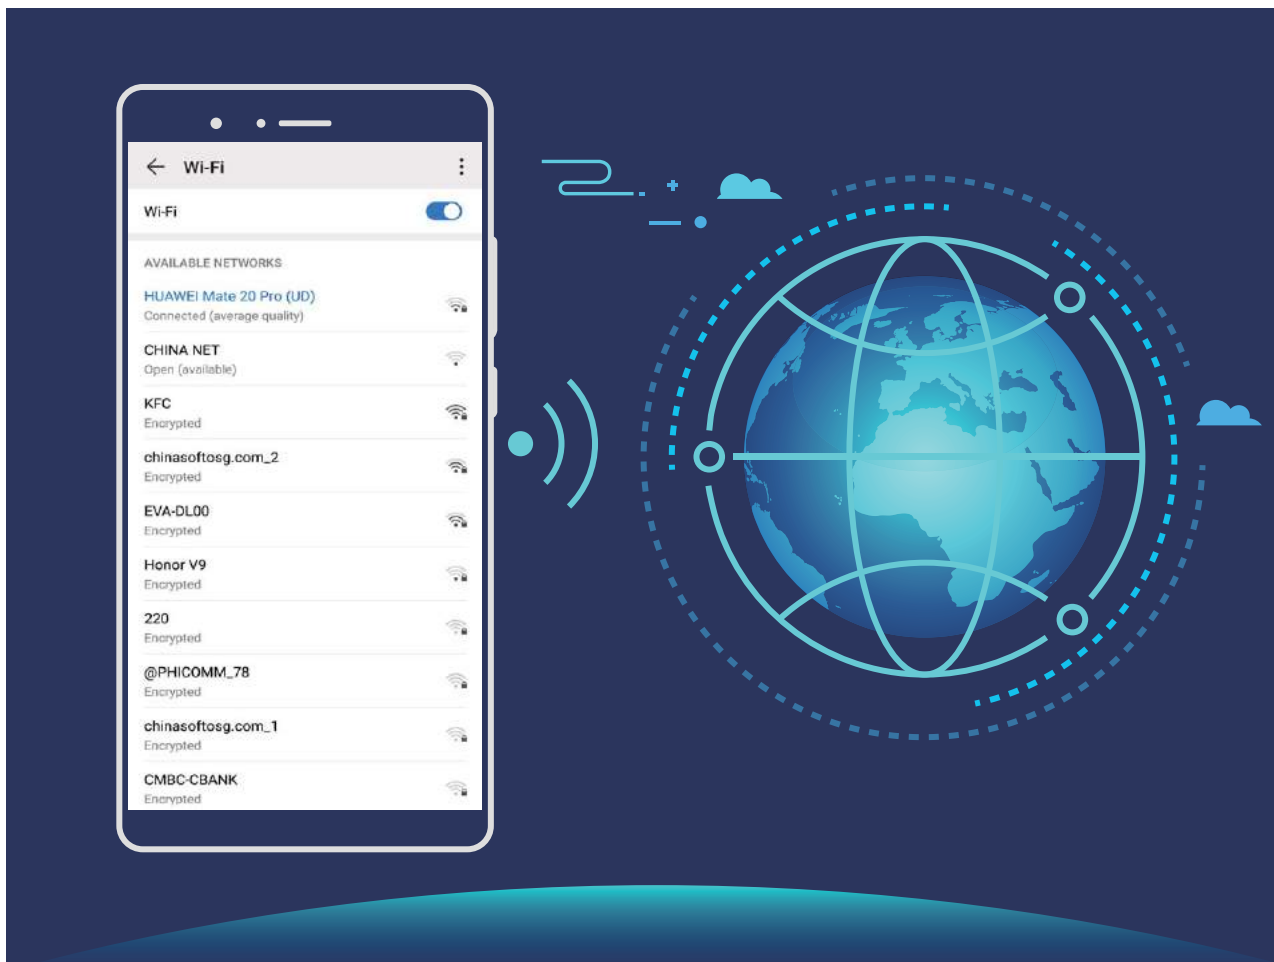 Wi-Fi
Wi-Fi
AVAILABLE NETWORKS
HUAWEI Mate 20 Pro (UD)
Connected (average quality)
CHINA NET
Open (available)
KFC
Encrypted
chinasoftosg.com_2
Encrypted
EVA-DL00
Encrypted
Honor V9
Encrypted
220
Encrypted
@PHICOMM_78
Encrypted
chinasoftosg.com_1
Encrypted
CMBC-CBANK
Encrypted